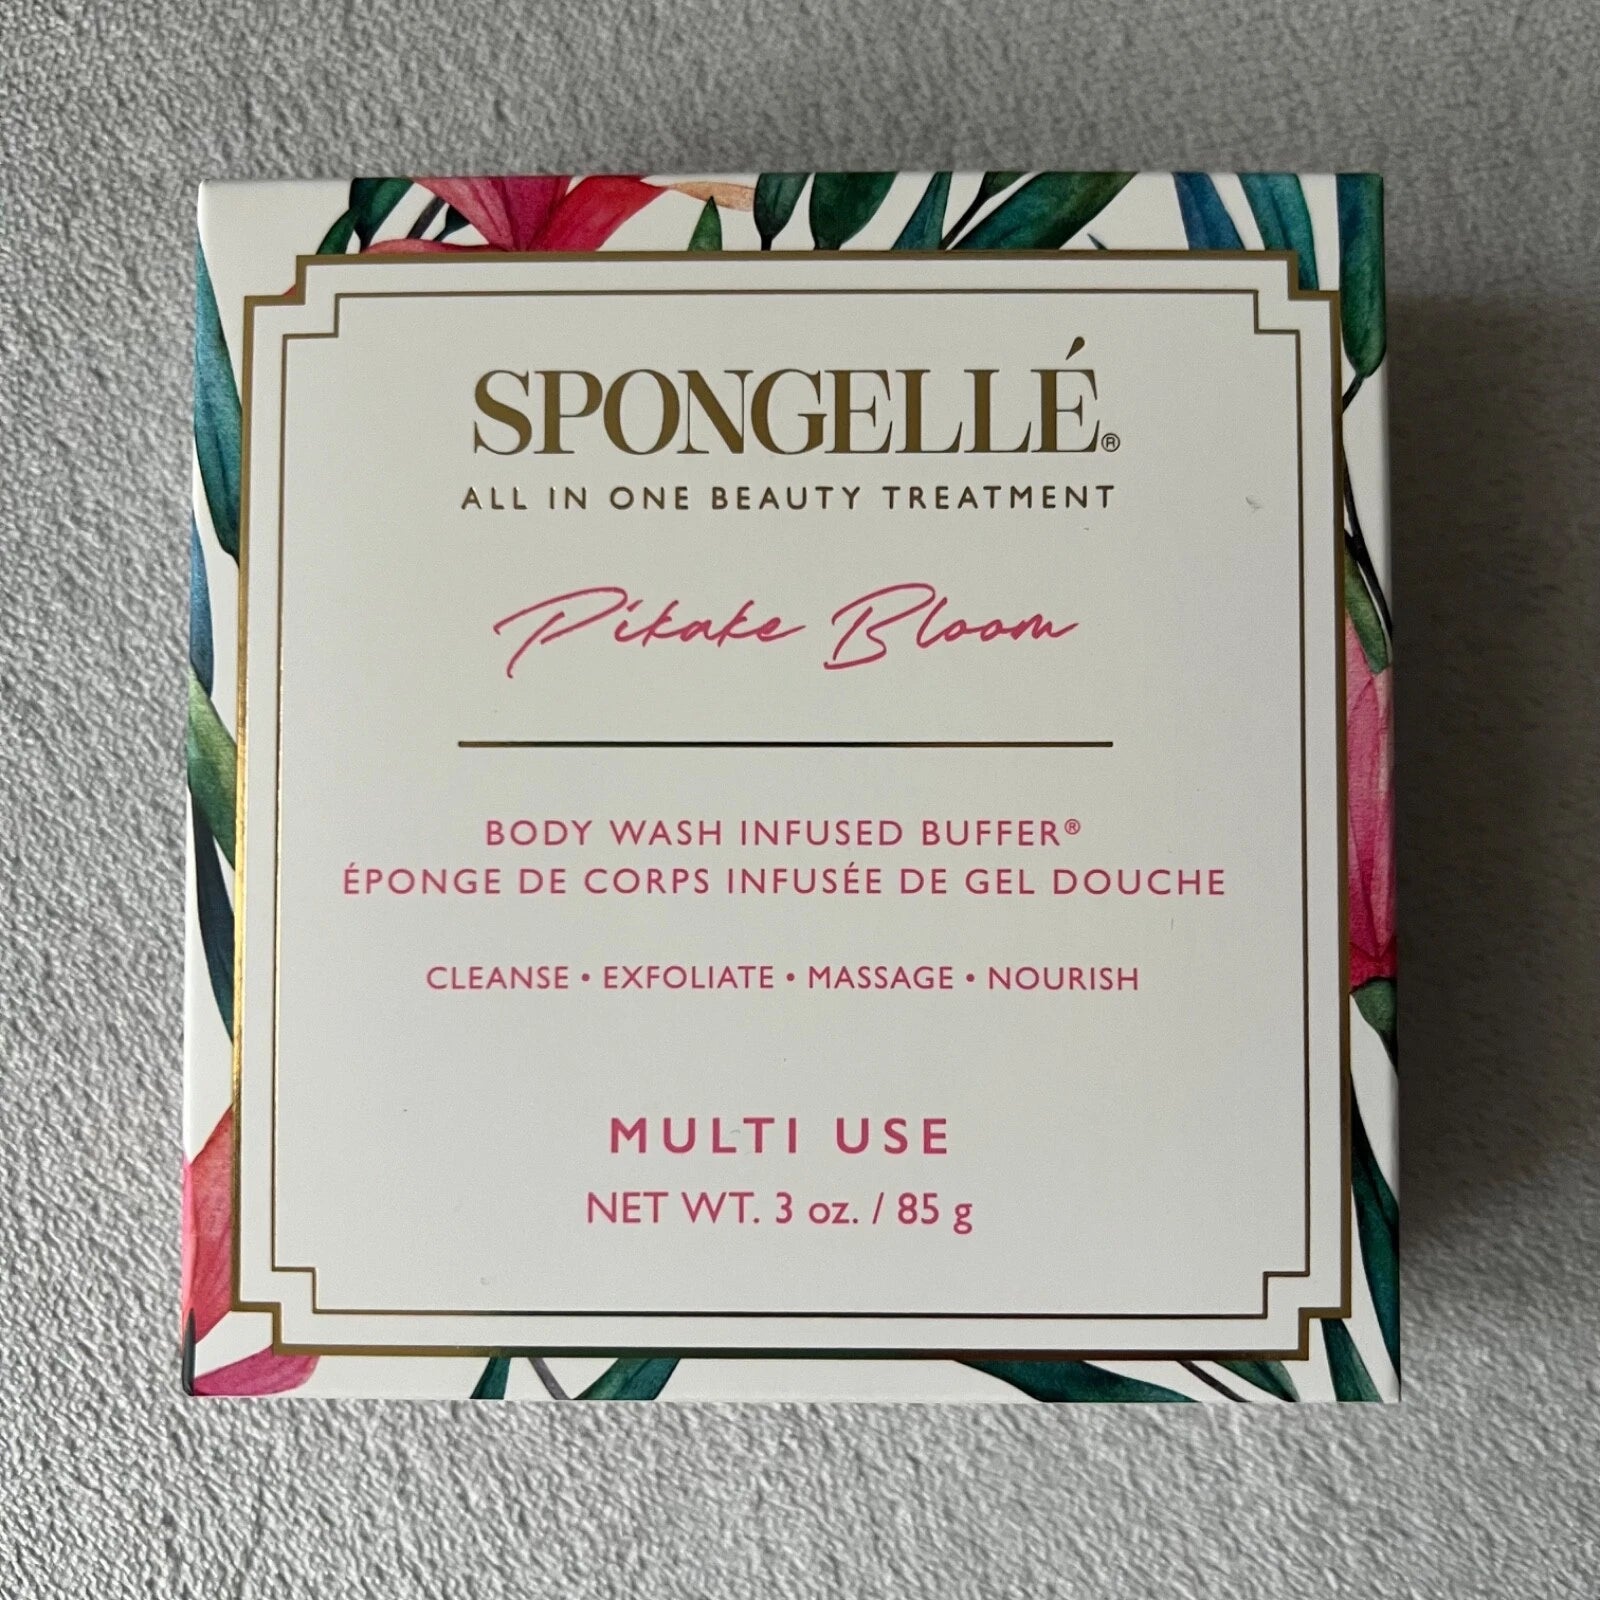 SPONGELLÉ®
ALL IN ONE BEAUTY TREATMENT
Pikake Bloom
BODY WASH INFUSED BUFFER®
ÉPONGE DE CORPS INFUSÉE DE GEL DOUCHE
CLEANSE • EXFOLIATE • MASSAGE • NOURISH
MULTI USE
NET WT. 3 oz. / 85 g